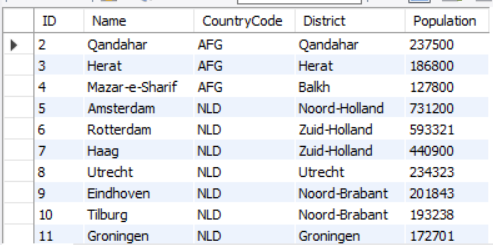 ID Name CountryCode District Population
2 Qandahar AFG Qandahar 237500
3 Herat AFG Herat 186800
4 Mazar-e-Sharif AFG Balkh 127800
5 Amsterdam NLD Noord-Holland 731200
6 Rotterdam NLD Zuid-Holland 593321
7 Haag NLD Zuid-Holland 440900
8 Utrecht NLD Utrecht 234323
9 Eindhoven NLD Noord-Brabant 201843
10 Tilburg NLD Noord-Brabant 193238
11 Groningen NLD Groningen 172701